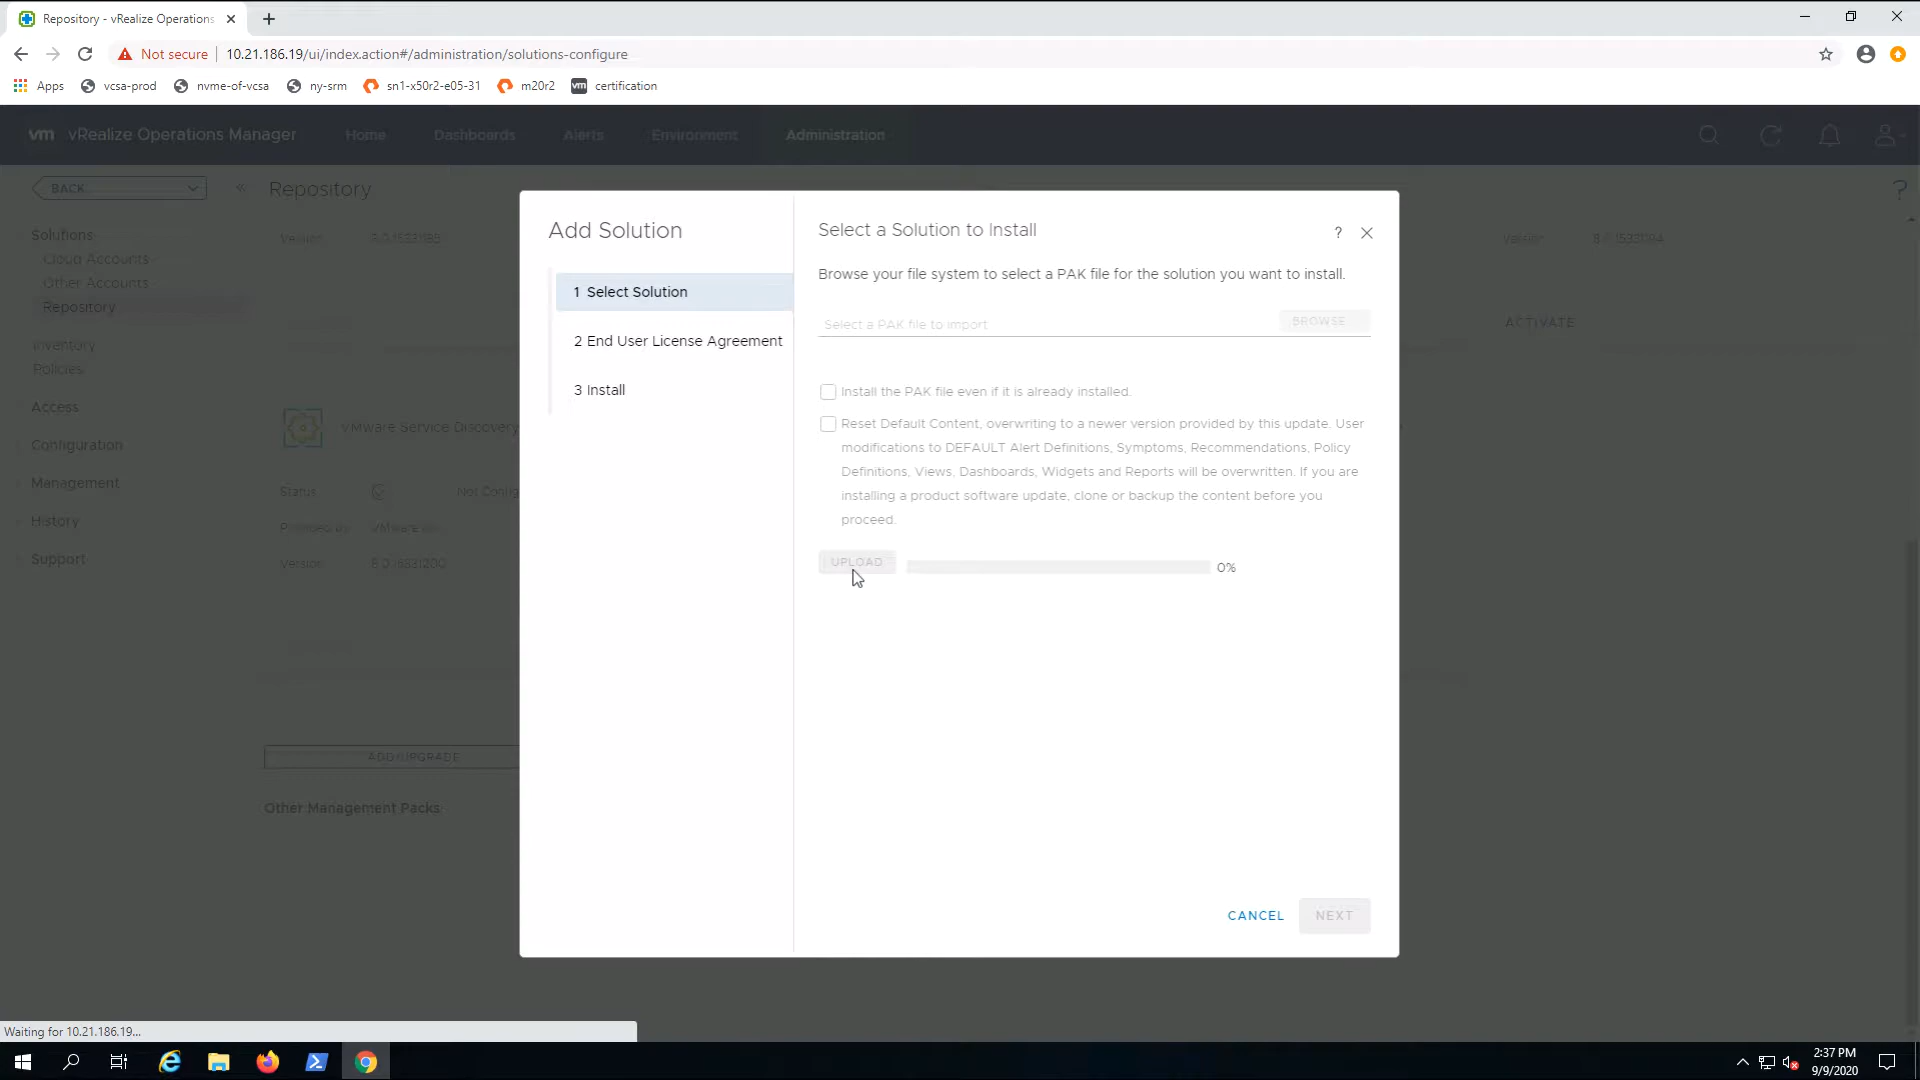 Repository - vRealize Operations
Not secure
10.21.186.19/ui/index.action#/administration/solutions-configure
Apps
vcsa-prod
nvme-of-vcsa
ny-srm
sn1-x50r2-e05-31
m20r2
vm
certification
vm
vRealize Operations Manager
Home
Dashboards
Alerts
Environment
Administration
BACK
Repository
?
Solutions
Cloud Accounts
Other Accounts
Repository
Inventory
Policies
Access
Configuration
Management
History
Support
Version
8.0.15331185
Version
ACTIVATE
VMware Service Discovery
Status
Not Config
Provided by
VMware
Version
8.0.15331200
ADD/UPGRADE
Other Management Packs
Add Solution
1 Select Solution
2 End User License Agreement
3 Install
Select a Solution to Install
?
Browse your file system to select a PAK file for the solution you want to install.
Select a PAK file to import
BROWSE
Install the PAK file even if it is already installed.
Reset Default Content, overwriting to a newer version provided by this update. User
modifications to DEFAULT Alert Definitions, Symptoms, Recommendations, Policy
Definitions, Views, Dashboards, Widgets and Reports will be overwritten. If you are
installing a product software update, clone or backup the content before you
proceed.
UPLOAD
0%
CANCEL
NEXT
Waiting for 10.21.186.19...
2:37 PM
9/9/2020